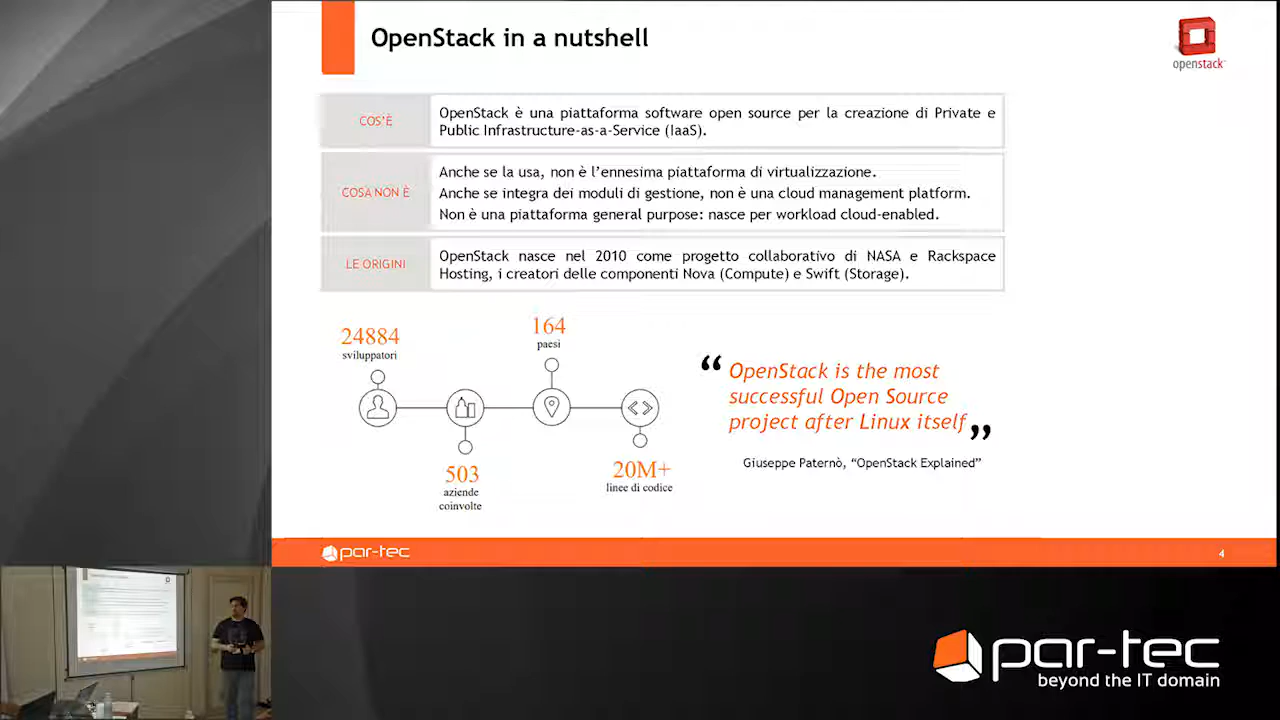 OpenStack in a nutshell
openstack
COS'È
OpenStack è una piattaforma software open source per la creazione di Private e
Public Infrastructure-as-a-Service (IaaS).
COSA NON È
Anche se la usa, non è l'ennesima piattaforma di virtualizzazione.
Anche se integra dei moduli di gestione, non è una cloud management platform.
Non è una piattaforma general purpose: nasce per workload cloud-enabled.
LE ORIGINI
OpenStack nasce nel 2010 come progetto collaborativo di NASA e Rackspace
Hosting, i creatori delle componenti Nova (Compute) e Swift (Storage).
24884
sviluppatori
503
aziende
coinvolte
164
paesi
20M+
linee di codice
“OpenStack is the most
successful Open Source
project after Linux itself”
Giuseppe Paternò, “OpenStack Explained”
par-tec
4
par-tec
beyond the IT domain